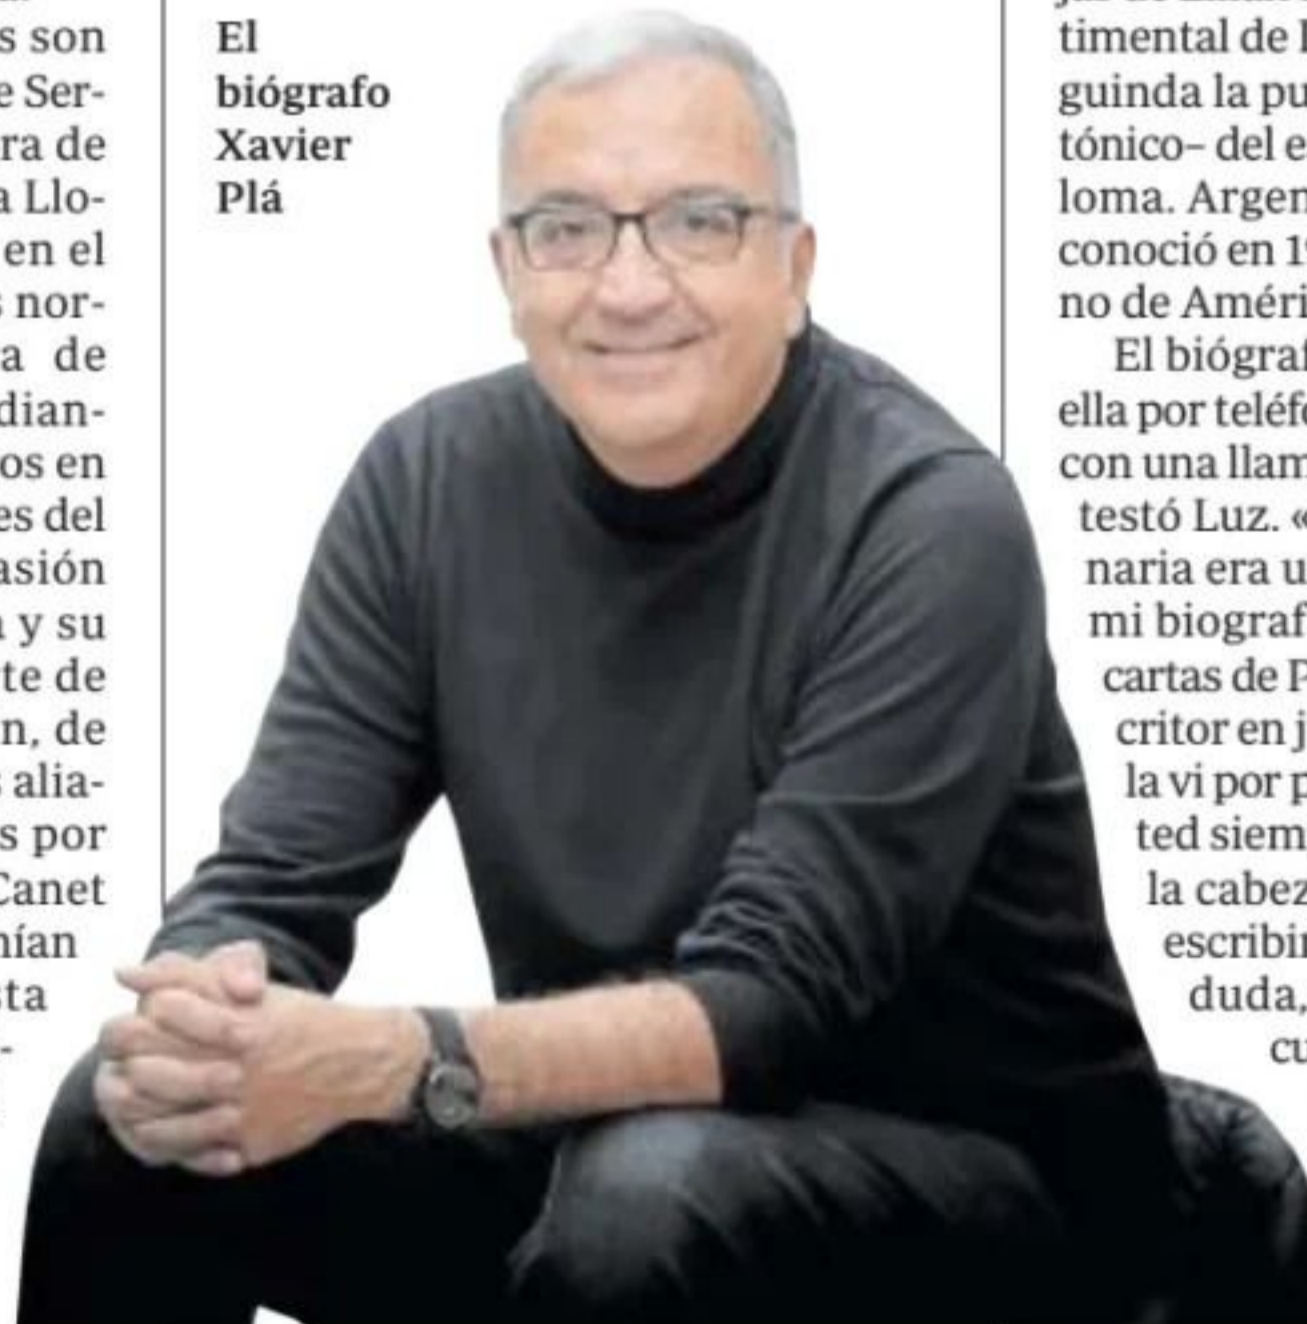 s son
e Ser-
ra de
a Llo-
en el
s nor-
a de
dian-
os en
es del
asión
y su
te de
n, de
s alia-
s por
Canet
nían
sta
-
El
biógrafo
Xavier
Plá
timental de
guinda la pu
tónico– del e
loma. Argen
conoció en 1
no de Améri
El biógraf
ella por teléfo
con una llam
testó Luz. «
naria era u
mi biograf
cartas de P
critor en j
la vi por p
ted siem
la cabez
escribir
duda,
cu